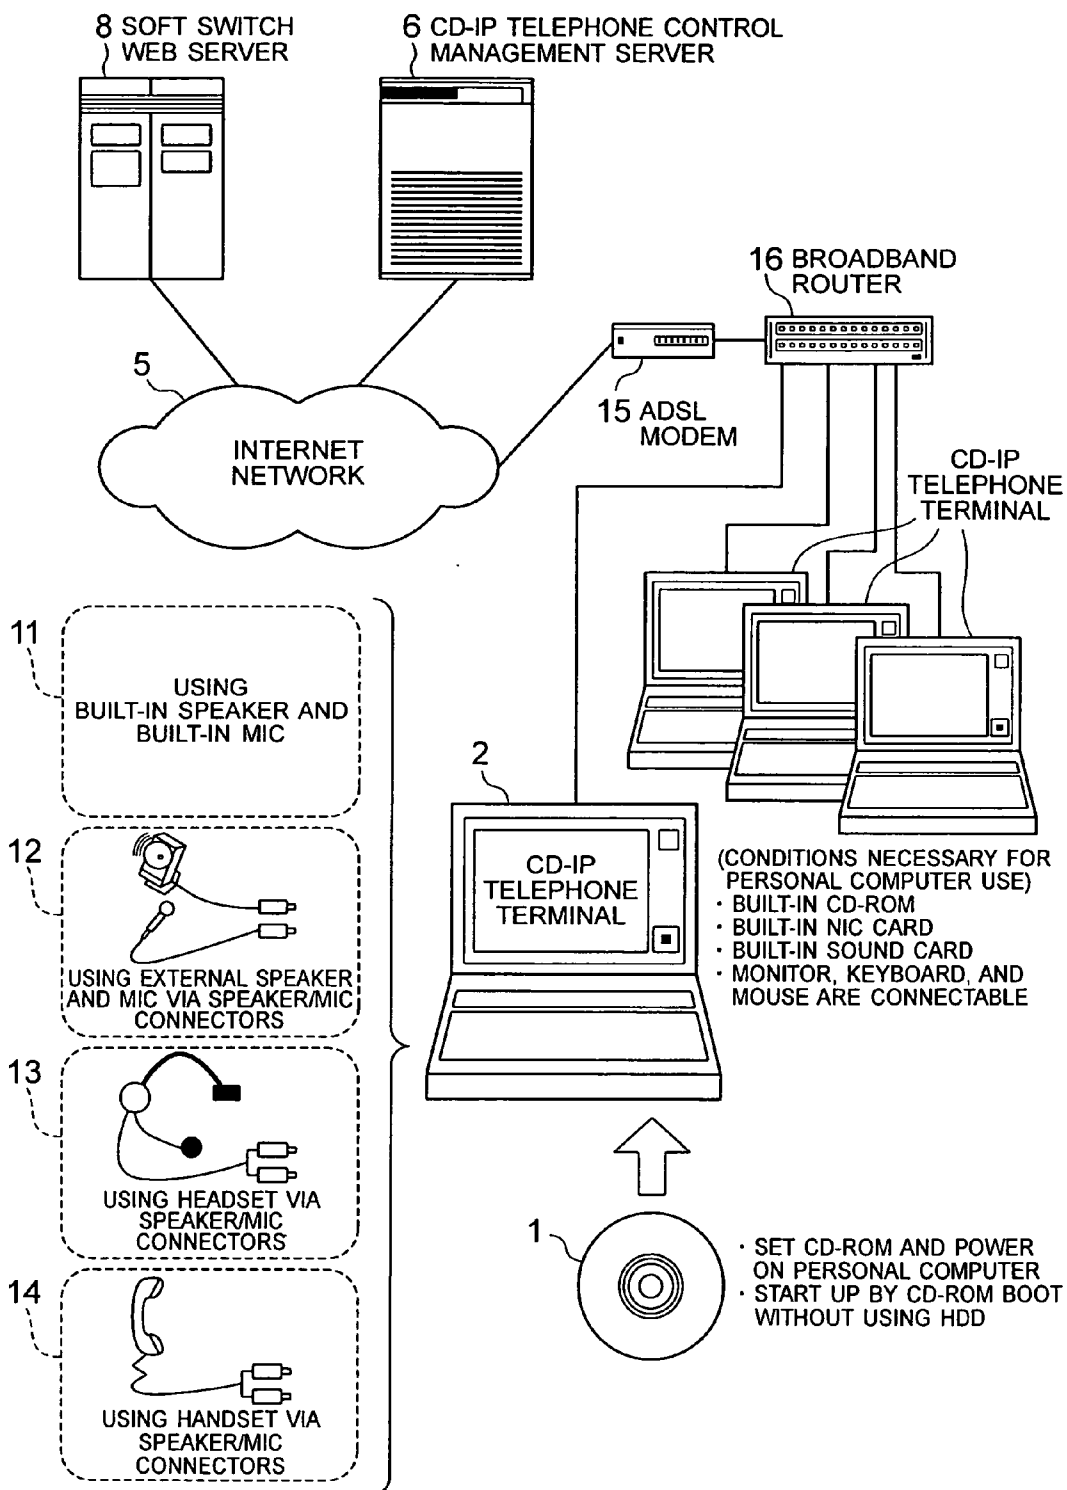 8 SOFT SWITCH
WEB SERVER
6 CD-IP TELEPHONE CONTROL
MANAGEMENT SERVER
16 BROADBAND
ROUTER
5
15 ADSL
MODEM
INTERNET
NETWORK
CD-IP
TELEPHONE
TERMINAL
11
USING
BUILT-IN SPEAKER AND
BUILT-IN MIC
2
CD-IP
TELEPHONE
TERMINAL
12
USING EXTERNAL SPEAKER
AND MIC VIA SPEAKER/MIC
CONNECTORS
(CONDITIONS NECESSARY FOR
PERSONAL COMPUTER USE)
· BUILT-IN CD-ROM
· BUILT-IN NIC CARD
· BUILT-IN SOUND CARD
· MONITOR, KEYBOARD, AND
MOUSE ARE CONNECTABLE
13
USING HEADSET VIA
SPEAKER/MIC
CONNECTORS
1
· SET CD-ROM AND POWER
ON PERSONAL COMPUTER
· START UP BY CD-ROM BOOT
WITHOUT USING HDD
14
USING HANDSET VIA
SPEAKER/MIC
CONNECTORS